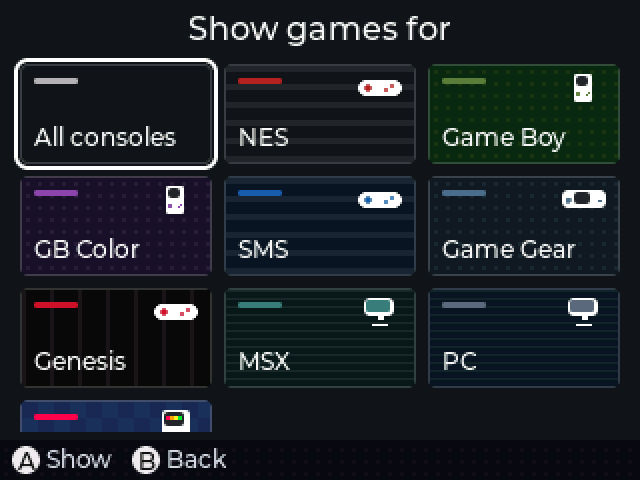 Show games for
All consoles
NES
Game Boy
GB Color
SMS
Game Gear
Genesis
MSX
PC
A Show B Back